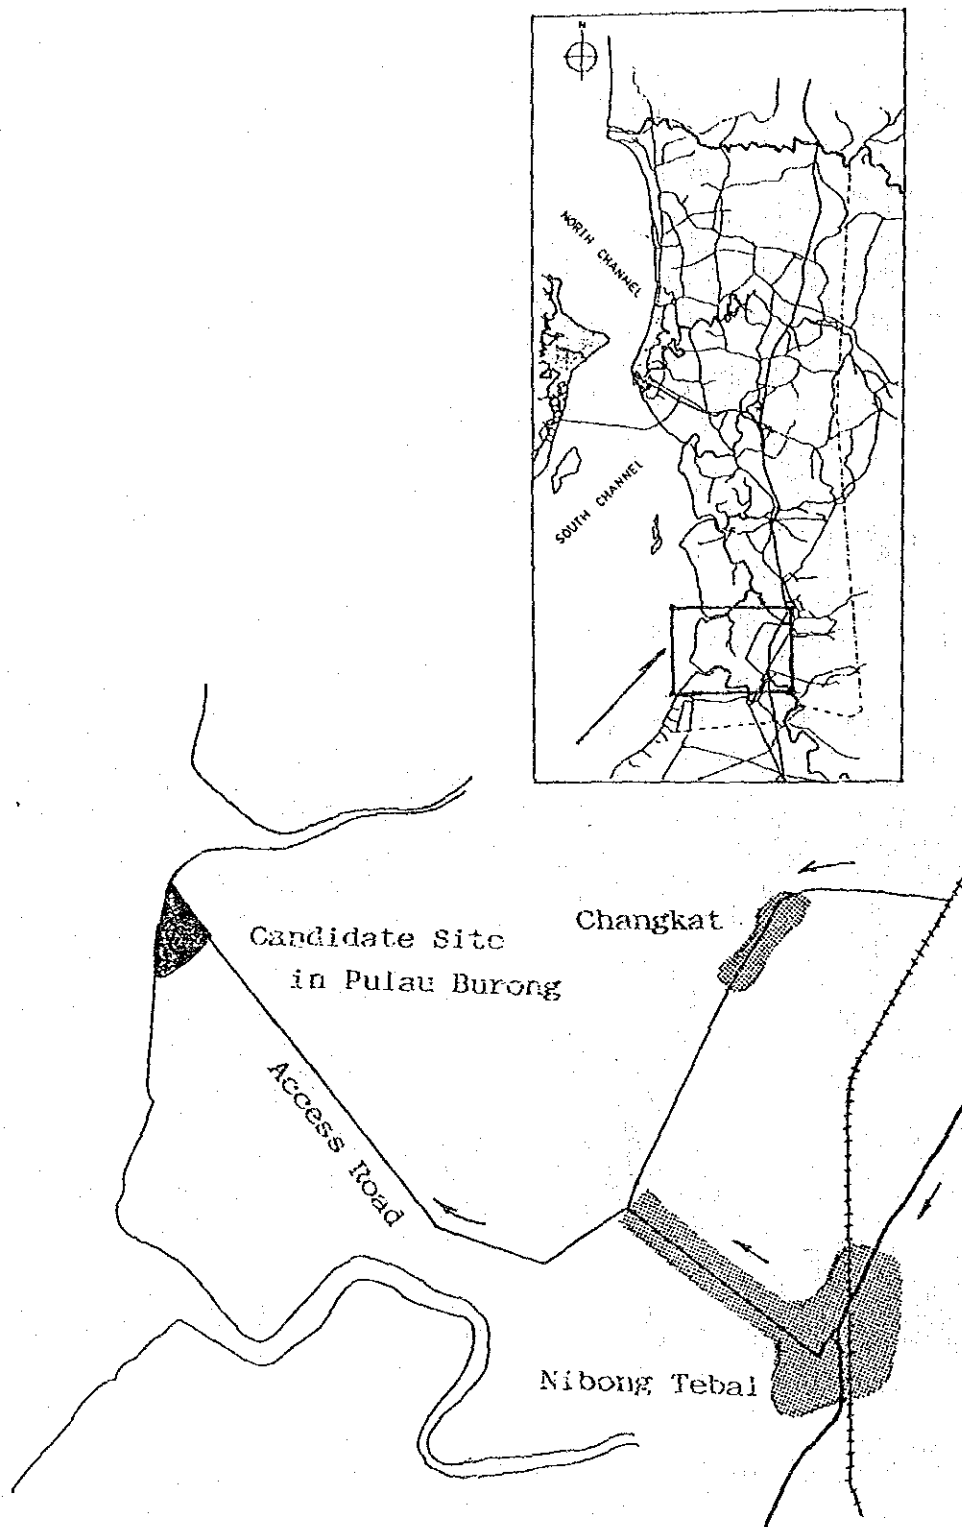 N
NORTH CHANNEL
SOUTH CHANNEL
Changkat
Candidate Site
in Pulau Burong
Access Road
Nibong Tebal